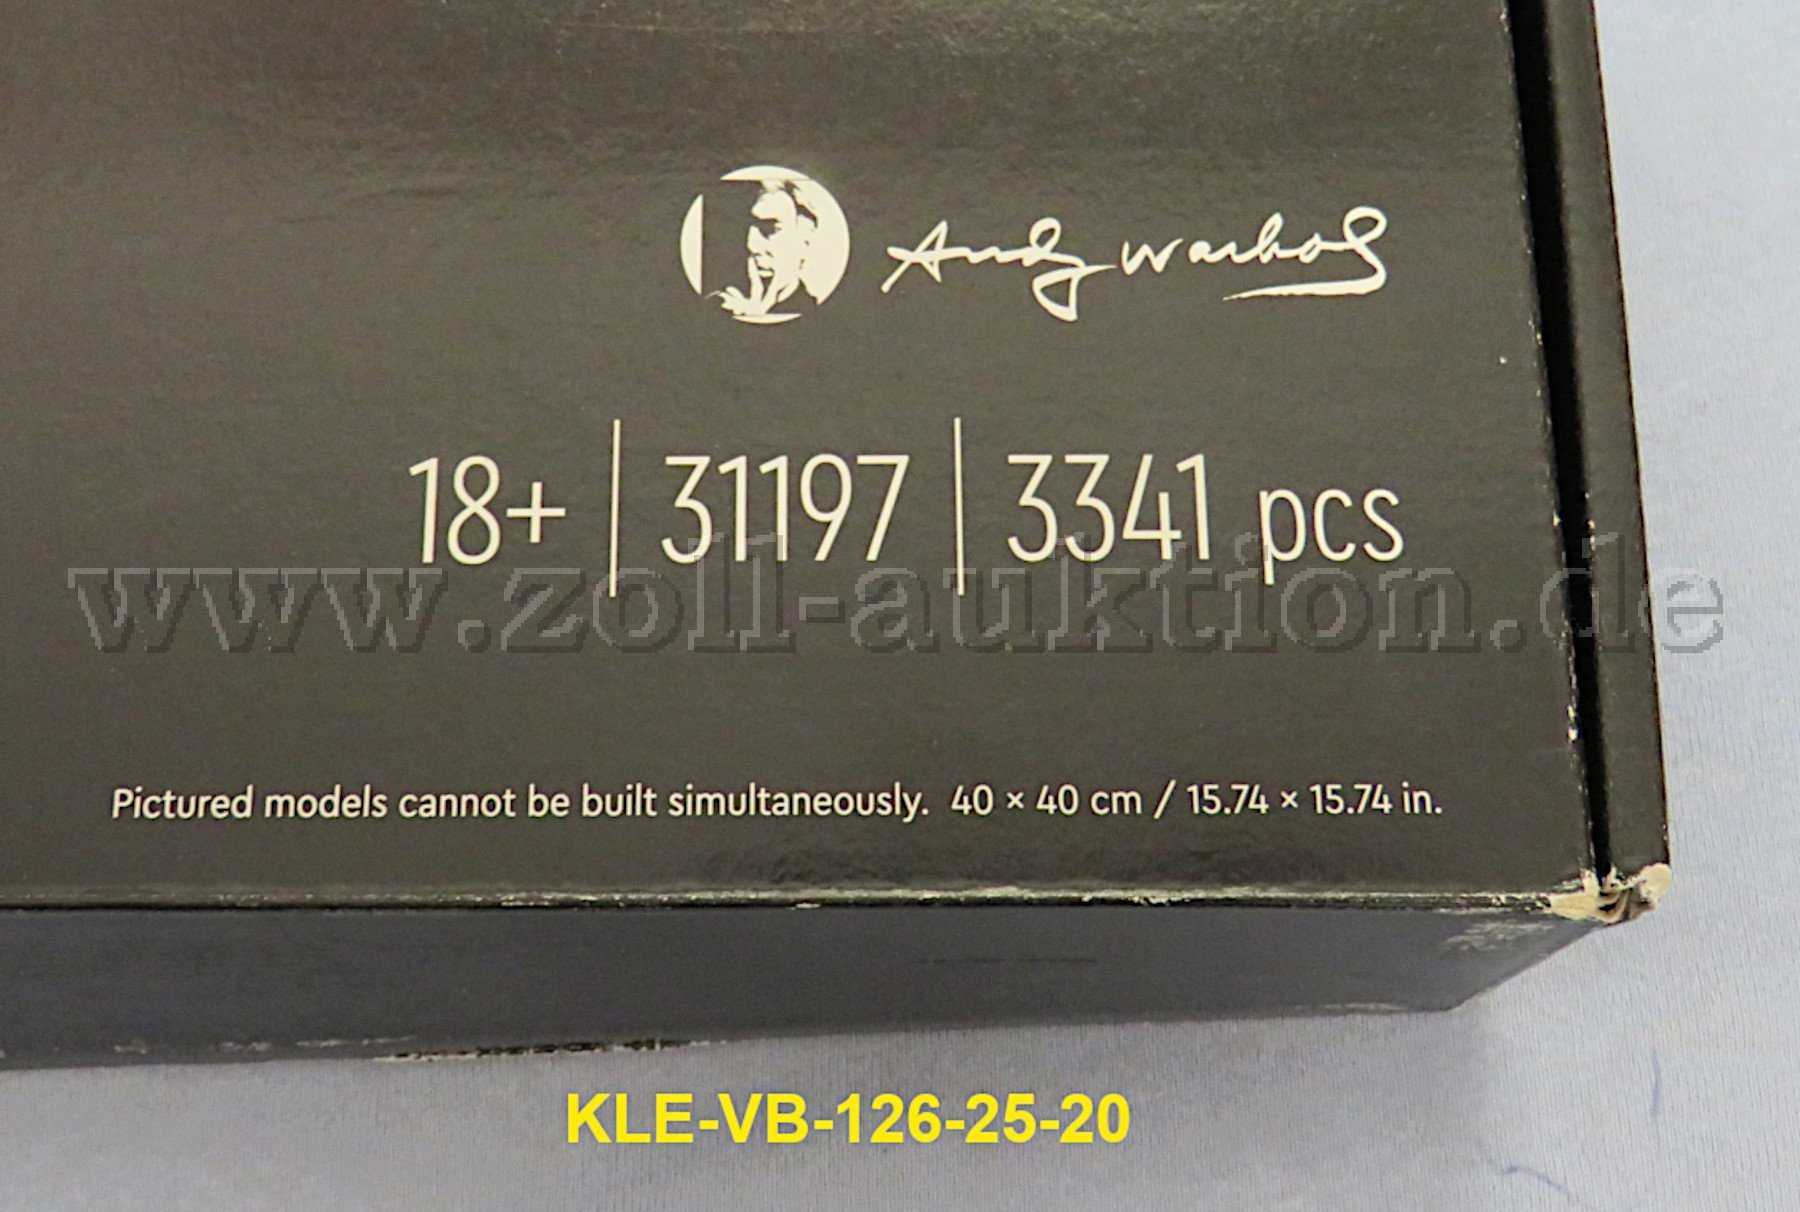 Andy Warhol
18+ | 31197 | 3341 pcs
www.zoll-auktion.de
Pictured models cannot be built simultaneously. 40 × 40 cm / 15.74 × 15.74 in.
KLE-VB-126-25-20